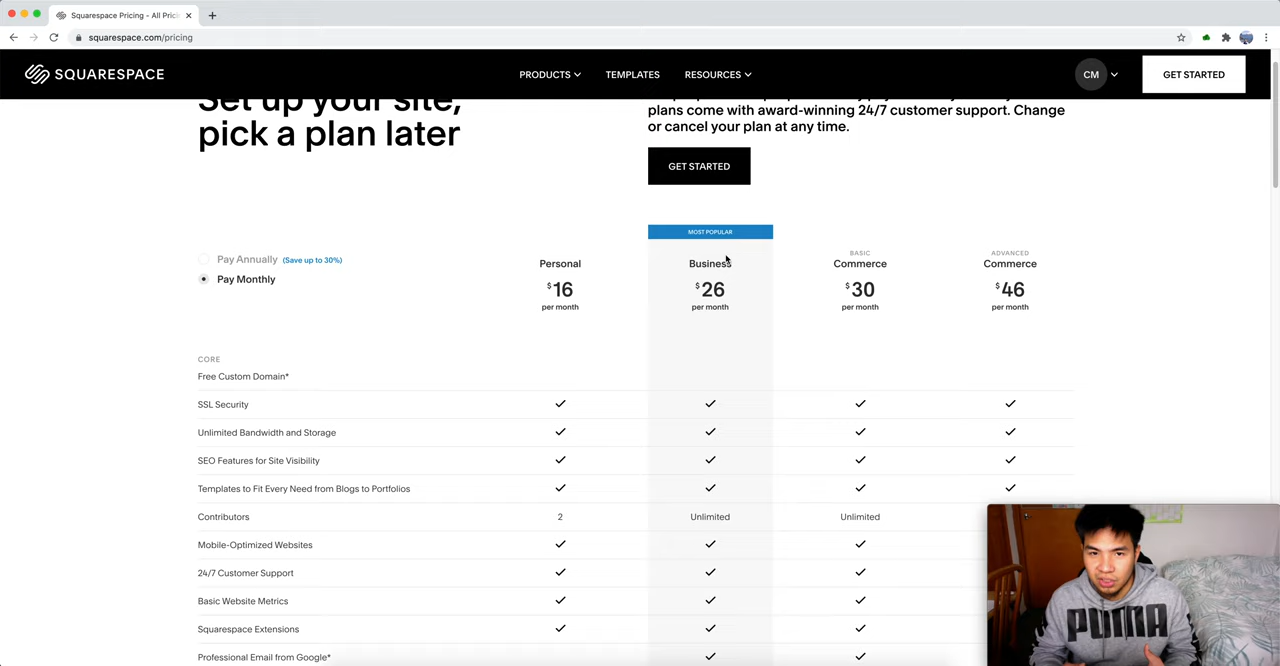 Squarespace Pricing - All Pric
squarespace.com/pricing
SQUARESPACE
PRODUCTS
TEMPLATES
RESOURCES
CM
GET STARTED
Set up your site,
pick a plan later
plans come with award-winning 24/7 customer support. Change
or cancel your plan at any time.
GET STARTED
MOST POPULAR
Pay Annually (Save up to 30%)
Pay Monthly
Personal
$16
per month
Business
$26
per month
BASIC
Commerce
$30
per month
ADVANCED
Commerce
$46
per month
CORE
Free Custom Domain*
SSL Security
Unlimited Bandwidth and Storage
SEO Features for Site Visibility
Templates to Fit Every Need from Blogs to Portfolios
Contributors 2 Unlimited Unlimited
Mobile-Optimized Websites
24/7 Customer Support
Basic Website Metrics
Squarespace Extensions
Professional Email from Google*
PUMA